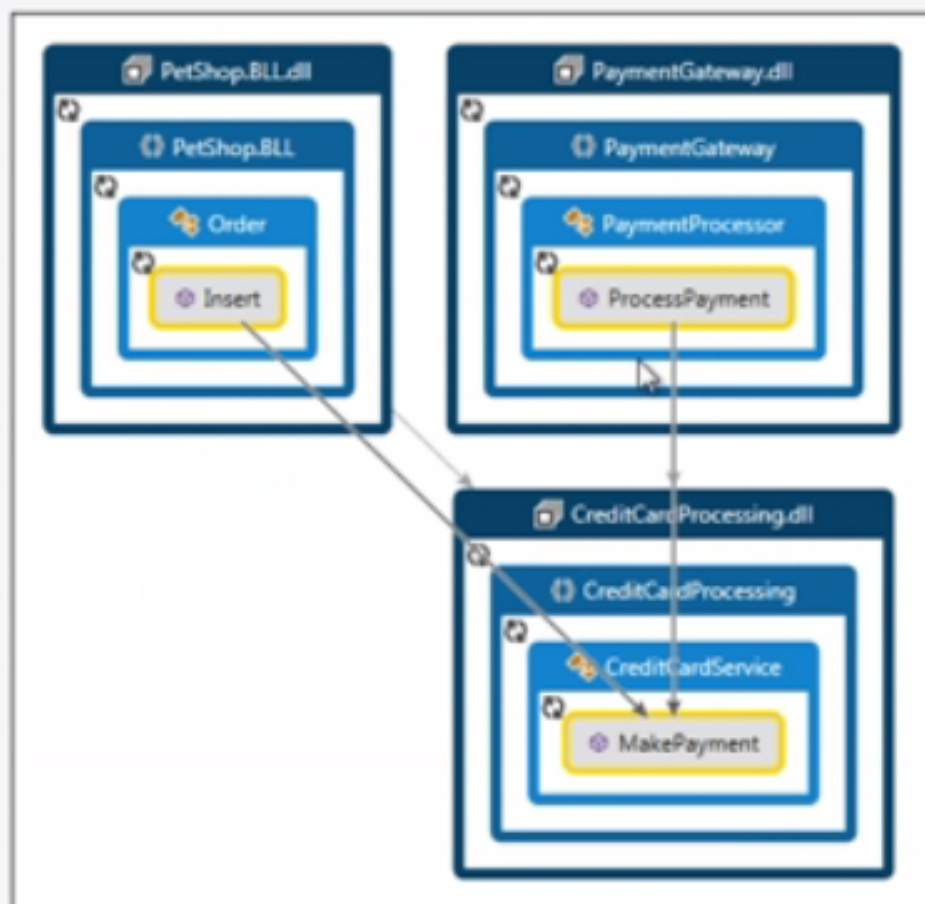 PetShop.BLL.dll
PetShop.BLL
Order
Insert
PaymentGateway.dll
PaymentGateway
PaymentProcessor
ProcessPayment
CreditCardProcessing.dll
CreditCardProcessing
CreditCardService
MakePayment